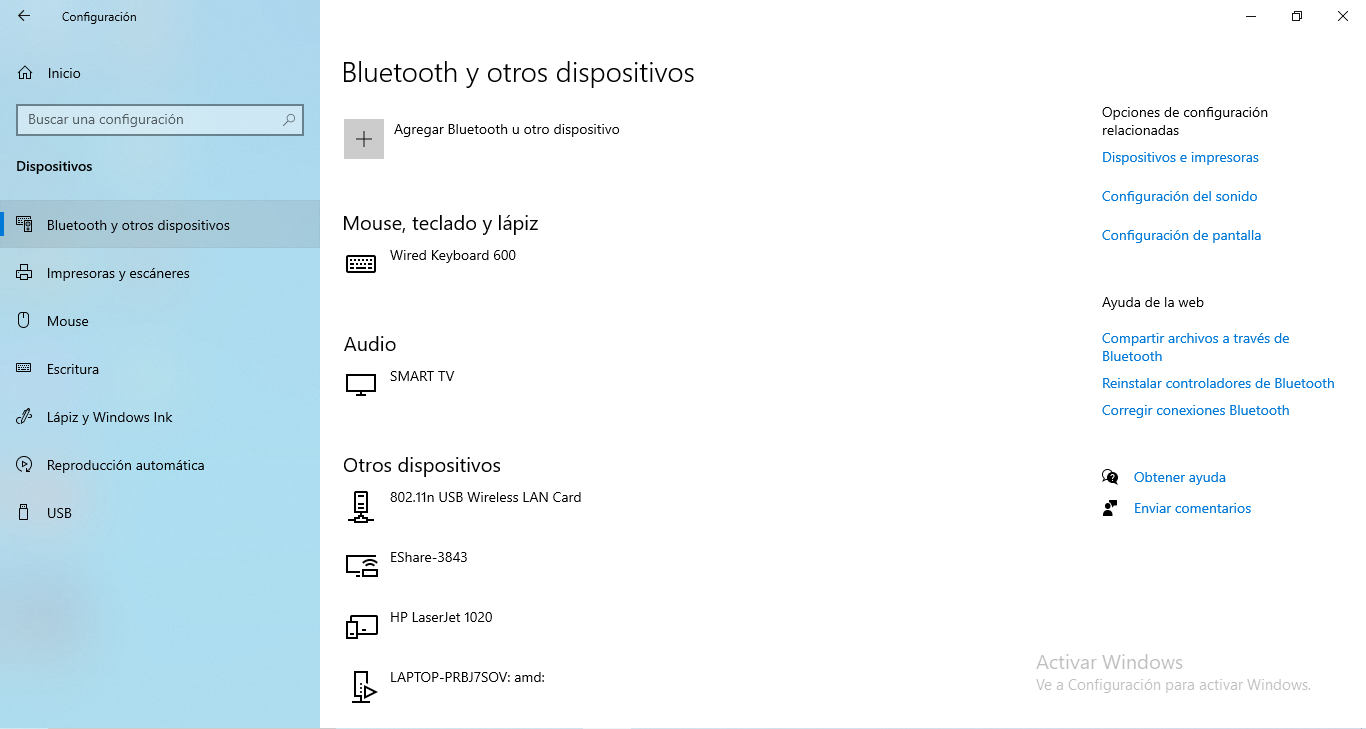 Configuración
Inicio
Buscar una configuración
Dispositivos
Bluetooth y otros dispositivos
Impresoras y escáneres
Mouse
Escritura
Lápiz y Windows Ink
Reproducción automática
USB
Bluetooth y otros dispositivos
Agregar Bluetooth u otro dispositivo
Mouse, teclado y lápiz
Wired Keyboard 600
Audio
SMART TV
Otros dispositivos
802.11n USB Wireless LAN Card
EShare-3843
HP LaserJet 1020
LAPTOP-PRBJ7SOV: amd:
Opciones de configuración
relacionadas
Dispositivos e impresoras
Configuración del sonido
Configuración de pantalla
Ayuda de la web
Compartir archivos a través de
Bluetooth
Reinstalar controladores de Bluetooth
Corregir conexiones Bluetooth
Obtener ayuda
Enviar comentarios
Activar Windows
Ve a Configuración para activar Windows.